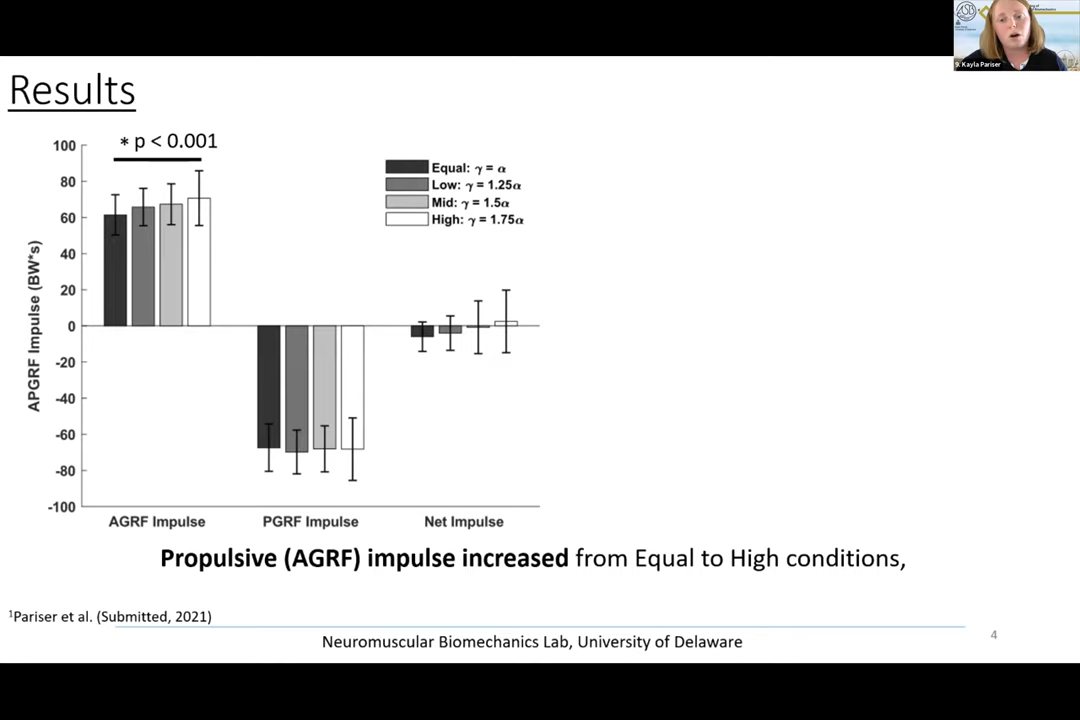 ASB
9. Kayla Pariser
Results
* p < 0.001
100
80
60
40
20
0
-20
-40
-60
-80
-100
APGRF Impulse (BW*s)
Equal: γ = α
Low: γ = 1.25α
Mid: γ = 1.5α
High: γ = 1.75α
AGRF Impulse
PGRF Impulse
Net Impulse
Propulsive (AGRF) impulse increased from Equal to High conditions,
¹Pariser et al. (Submitted, 2021)
Neuromuscular Biomechanics Lab, University of Delaware
4